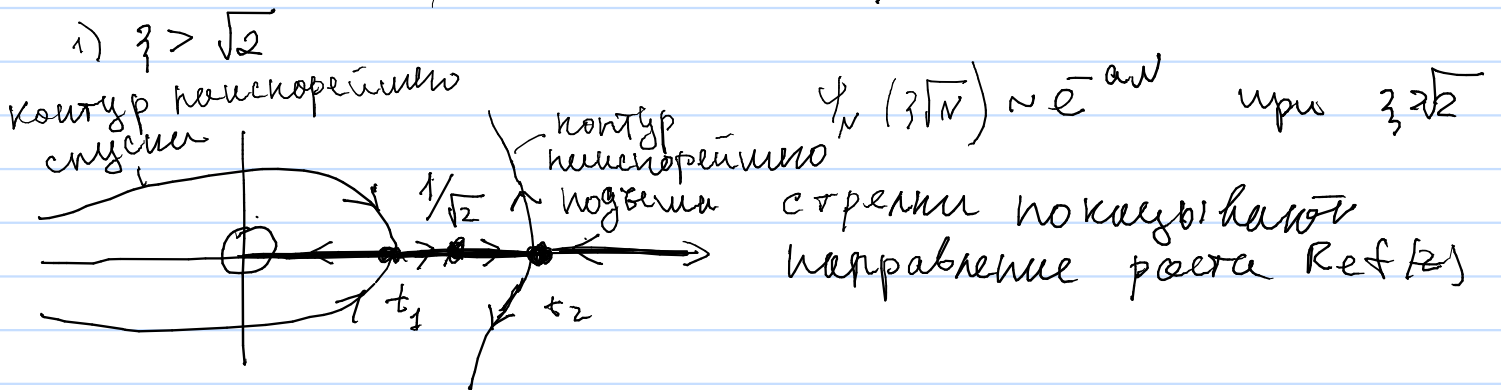 1) ξ > √2
контур наискорейшего
спуска
контур
наискорейшего
подъёма
1/√2
t₁
t₂
ψ_N (ξ√N) ~ e^{-aN} при ξ>√2
стрелки показывают
направление роста Re f(z)